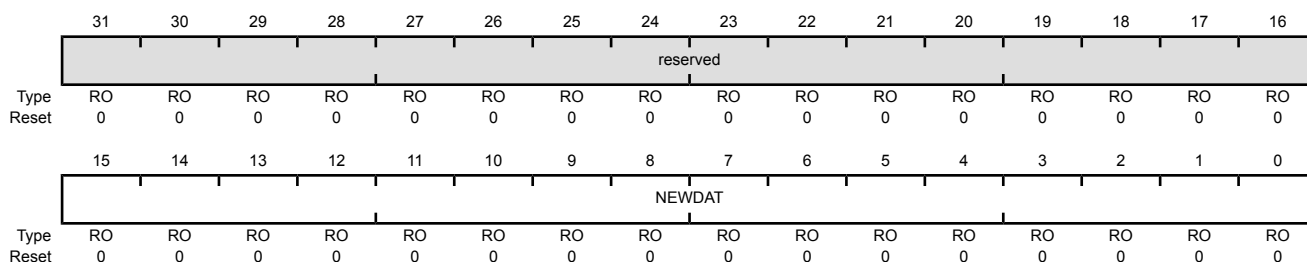 31 30 29 28 27 26 25 24 23 22 21 20 19 18 17 16
reserved
Type RO RO RO RO RO RO RO RO RO RO RO RO RO RO RO RO
Reset 0 0 0 0 0 0 0 0 0 0 0 0 0 0 0 0
15 14 13 12 11 10 9 8 7 6 5 4 3 2 1 0
NEWDAT
Type RO RO RO RO RO RO RO RO RO RO RO RO RO RO RO RO
Reset 0 0 0 0 0 0 0 0 0 0 0 0 0 0 0 0